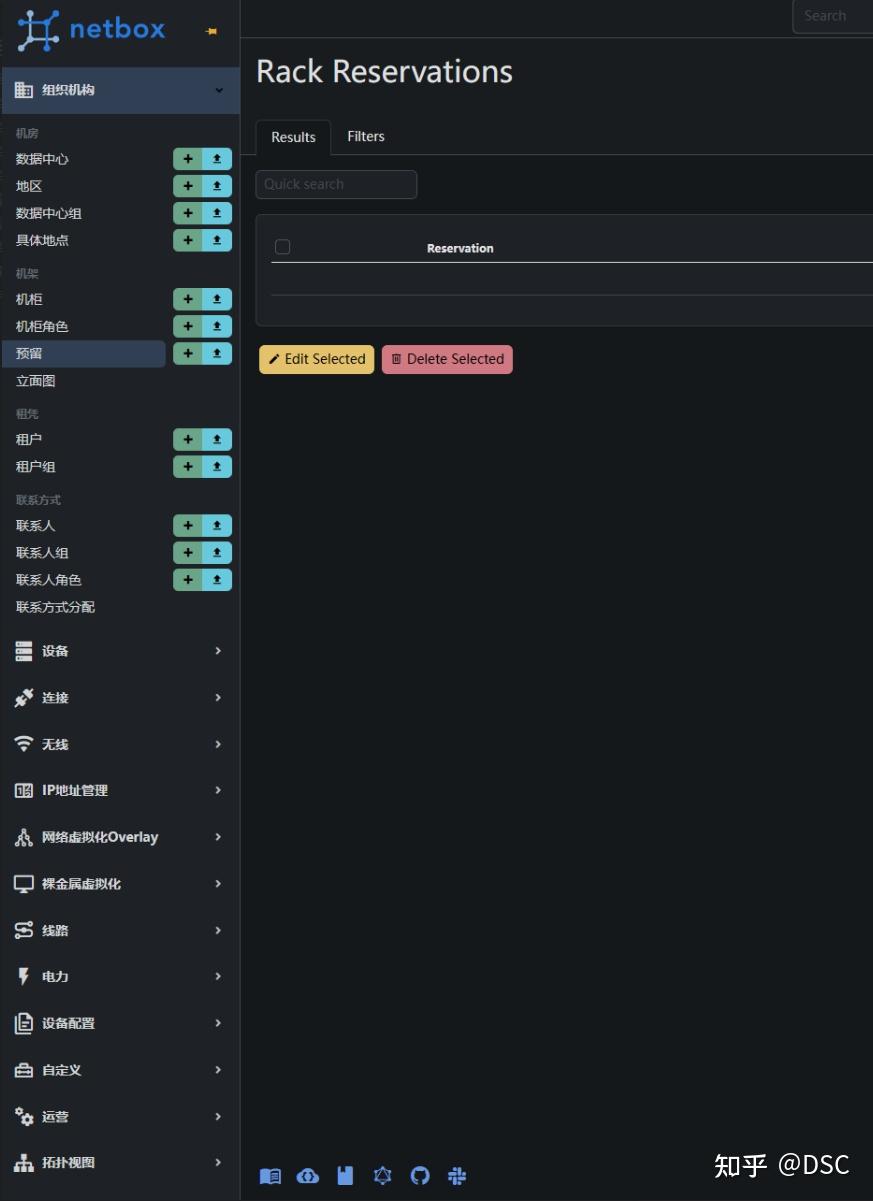 netbox
Search
组织机构
Rack Reservations
机房
数据中心
地区
数据中心组
具体地点
机架
机柜
机柜角色
预留
立面图
租凭
租户
租户组
联系方式
联系人
联系人组
联系人角色
联系方式分配
设备
连接
无线
IP地址管理
网络虚拟化Overlay
裸金属虚拟化
线路
电力
设备配置
自定义
运营
拓扑视图
Results
Filters
Quick search
Reservation
Edit Selected
Delete Selected
知乎 @DSC